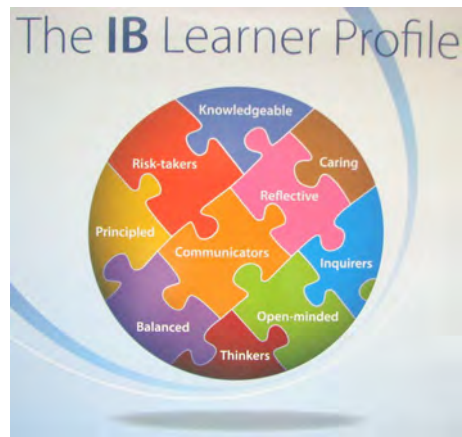 The IB Learner Profile
Knowledgeable
Risk-takers
Caring
Reflective
Principled
Communicators
Inquirers
Balanced
Open-minded
Thinkers